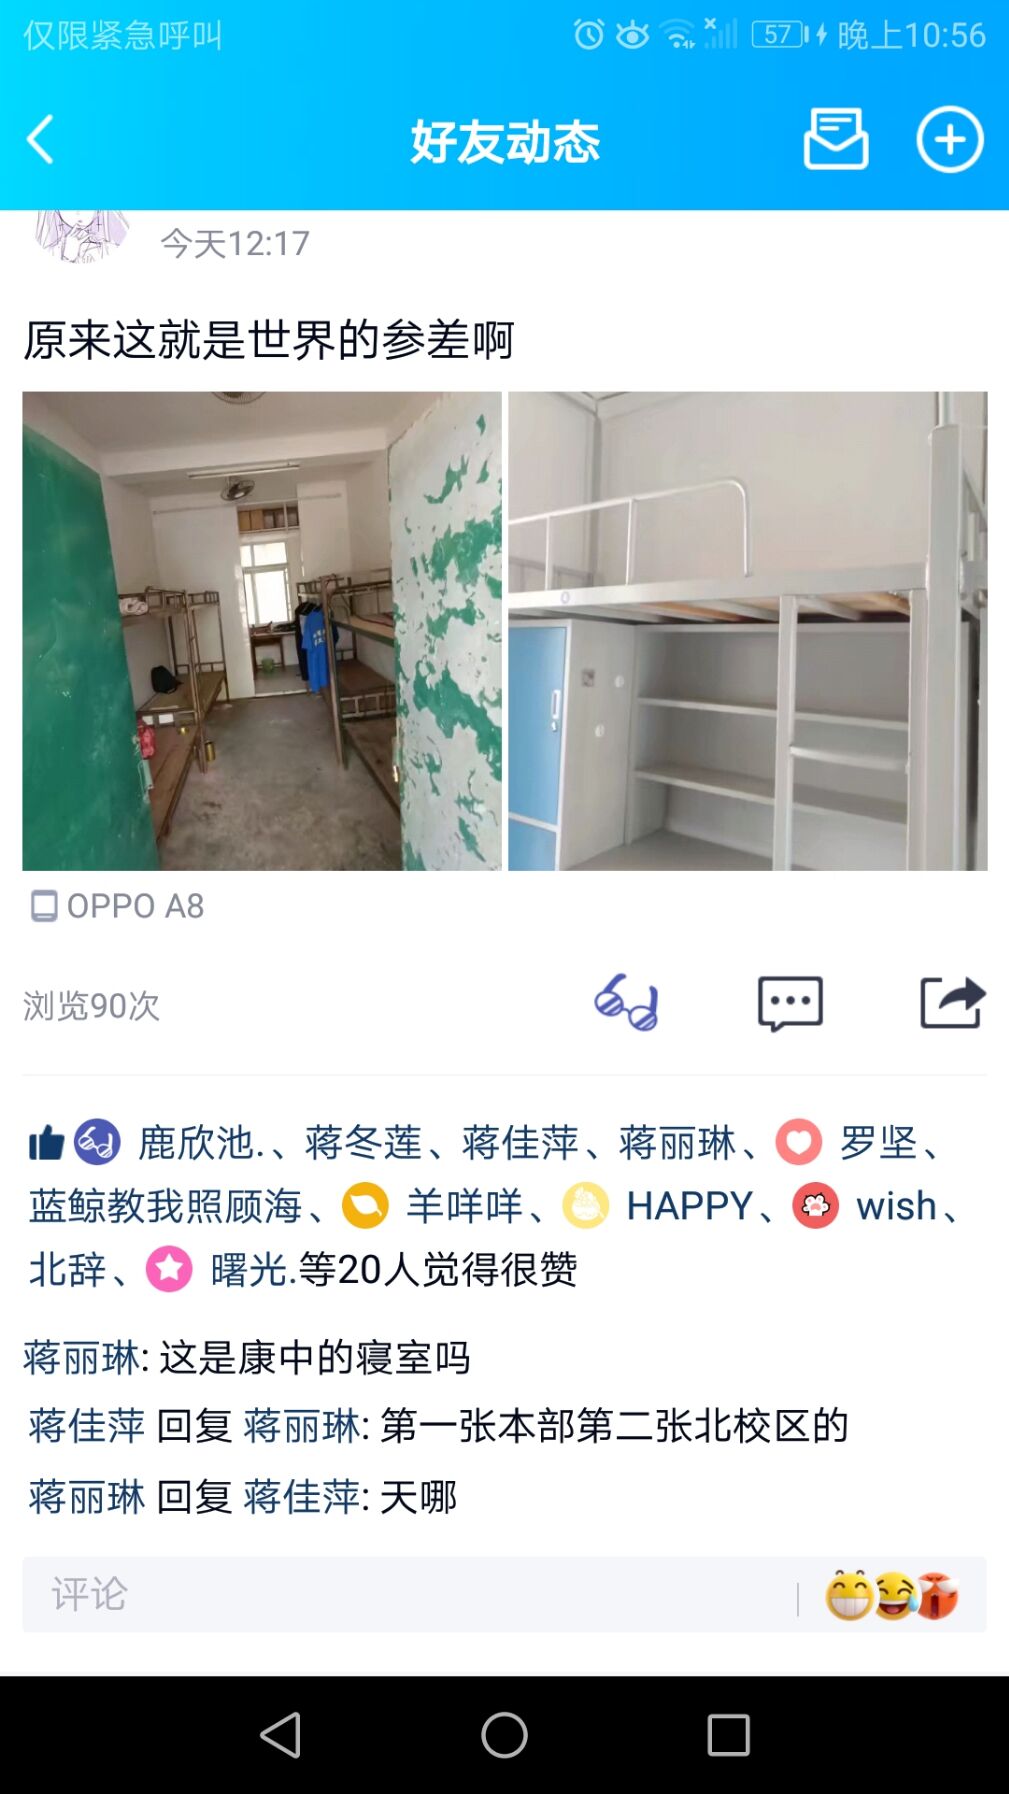 仅限紧急呼叫
57 晚上10:56
好友动态
今天12:17
原来这就是世界的参差啊
OPPO A8
浏览90次
鹿欣池.、蒋冬莲、蒋佳萍、蒋丽琳、罗坚、
蓝鲸教我照顾海、羊咩咩、HAPPY、wish、
北辞、曙光.等20人觉得很赞
蒋丽琳: 这是康中的寝室吗
蒋佳萍 回复 蒋丽琳: 第一张本部第二张北校区的
蒋丽琳 回复 蒋佳萍: 天哪
评论